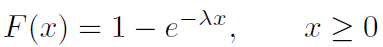 F(x) = 1 − e^{−λx},  x ≥ 0